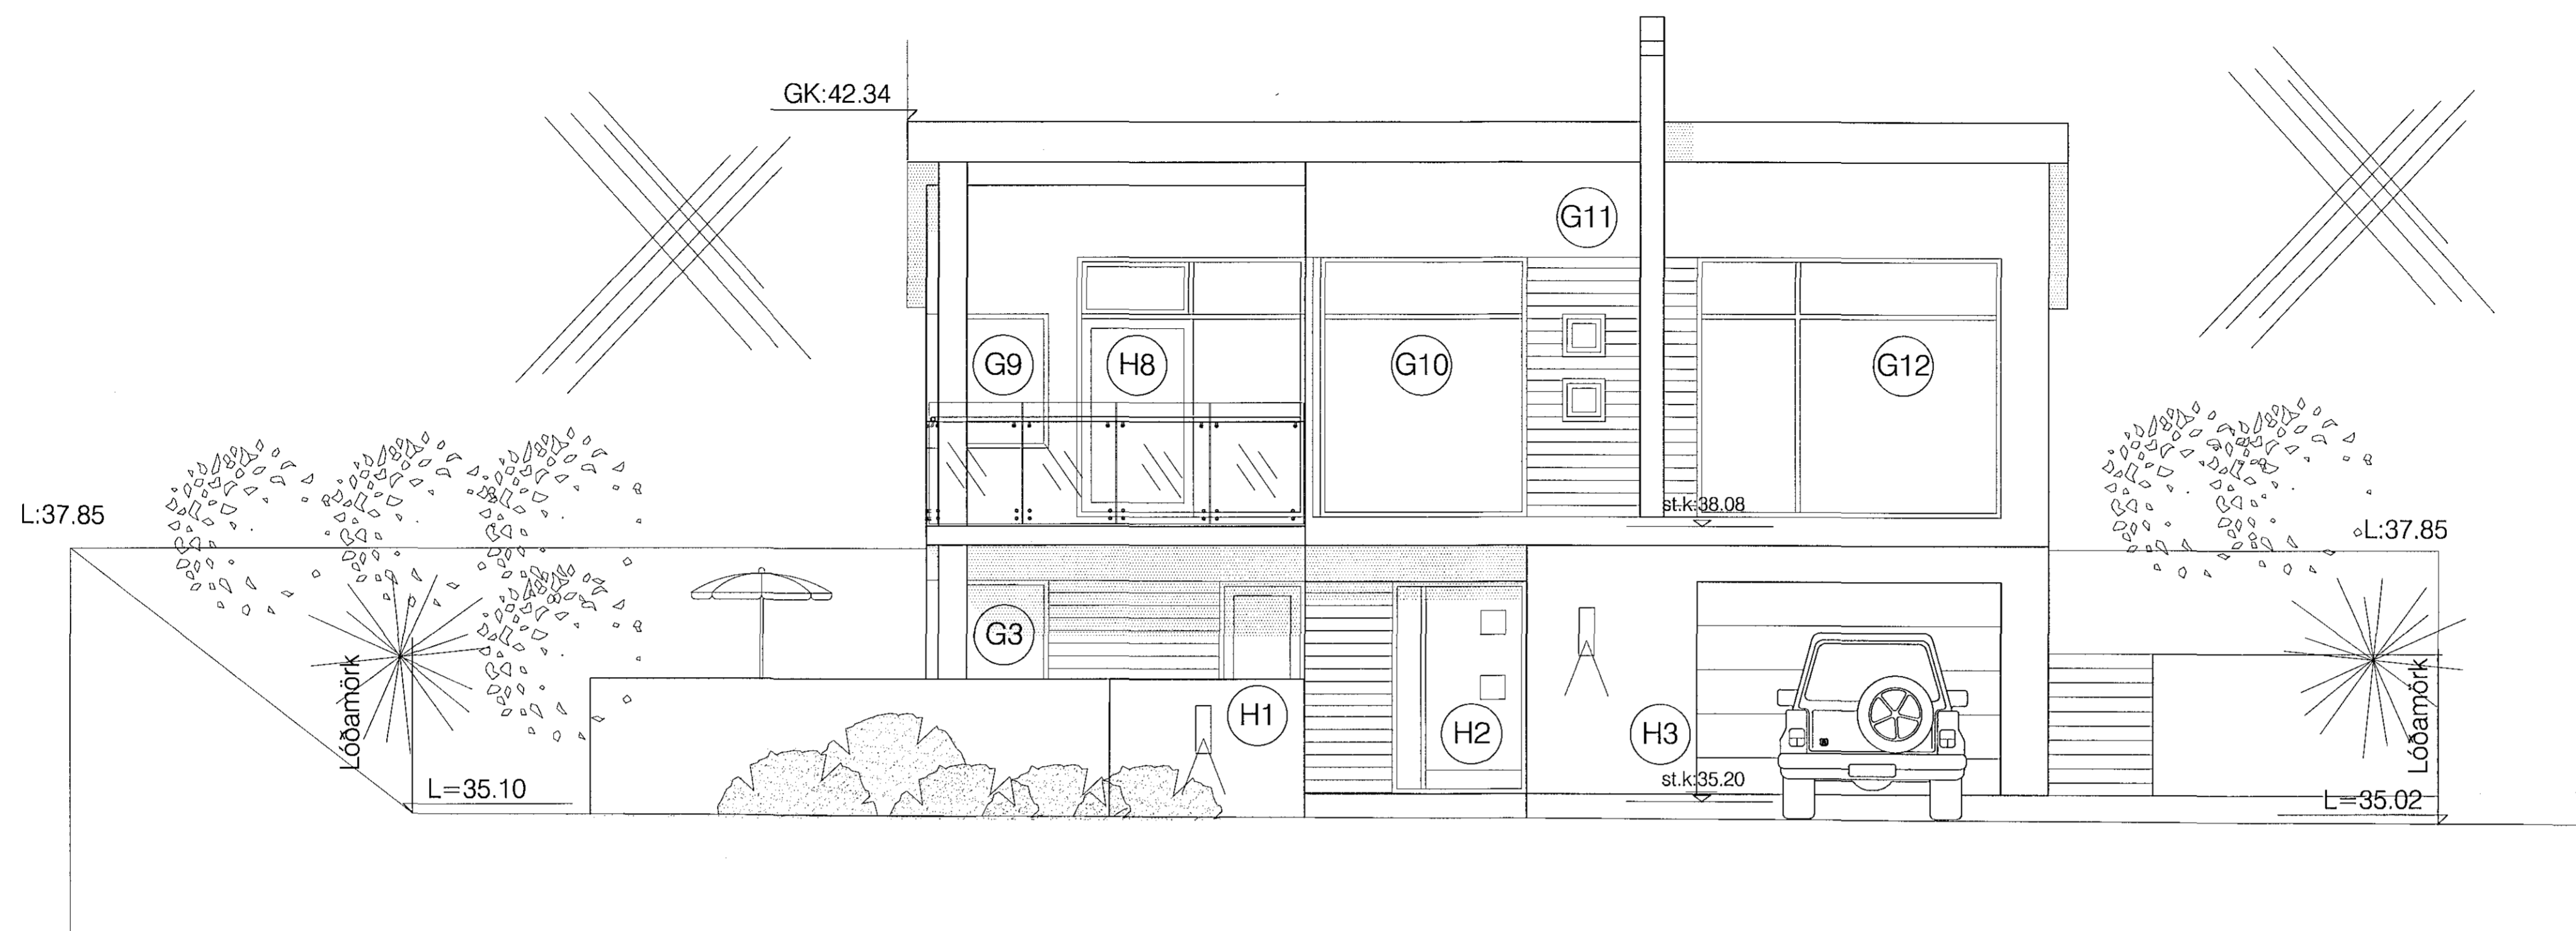 GK:42.34
G11
G9
H8
G10
G12
L:37.85
st.k:38.08
L:37.85
G3
H1
H2
H3
Lóðamörk
Lóðamörk
st.k:35.20
L=35.10
L=35.02